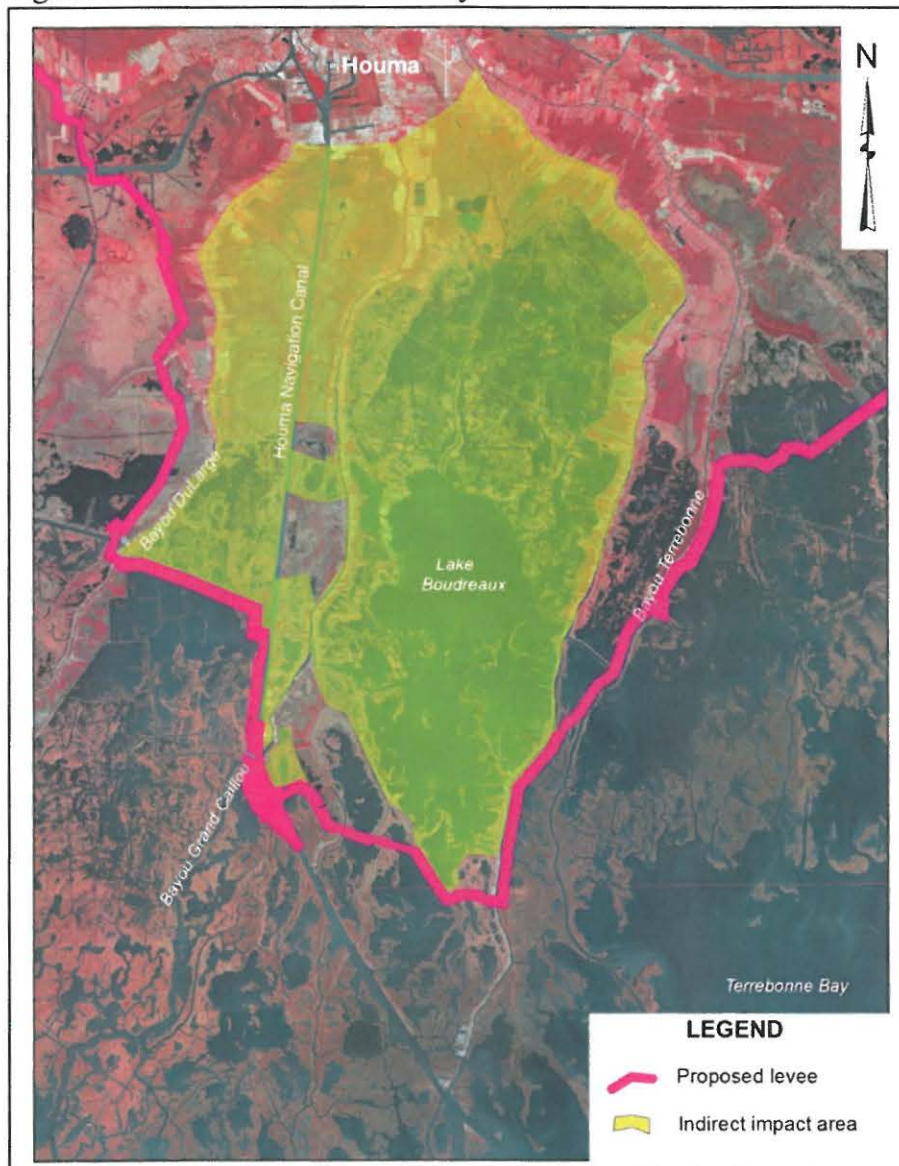 Houma
N
Houma Navigation Canal
Bayou DuLarge
Lake
Boudreaux
Bayou Terrebonne
Bayou Grand Caillou
Terrebonne Bay
LEGEND
Proposed levee
Indirect impact area